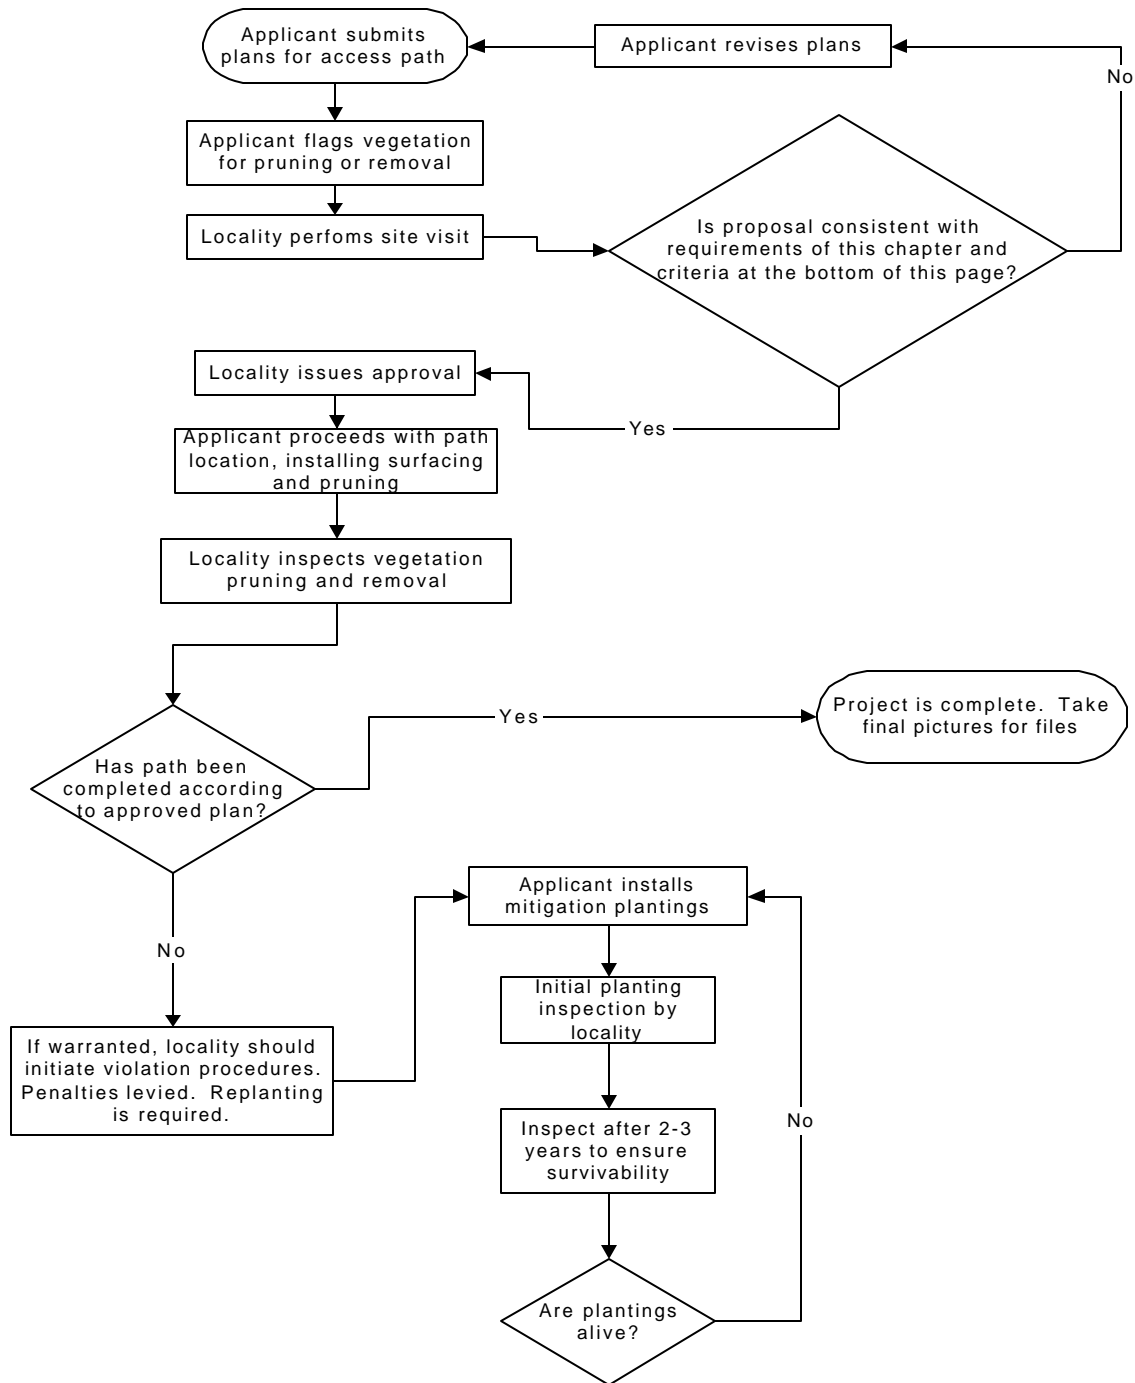 Applicant submits
plans for access path
Applicant revises plans
No
Applicant flags vegetation
for pruning or removal
Locality perfoms site visit
Is proposal consistent with
requirements of this chapter and
criteria at the bottom of this page?
Locality issues approval
Yes
Applicant proceeds with path
location, installing surfacing
and pruning
Locality inspects vegetation
pruning and removal
Yes
Project is complete.  Take
final pictures for files
Has path been
completed according
to approved plan?
No
Applicant installs
mitigation plantings
Initial planting
inspection by
locality
If warranted, locality should
initiate violation procedures.
Penalties levied.  Replanting
is required.
Inspect after 2-3
years to ensure
survivability
No
Are plantings
alive?